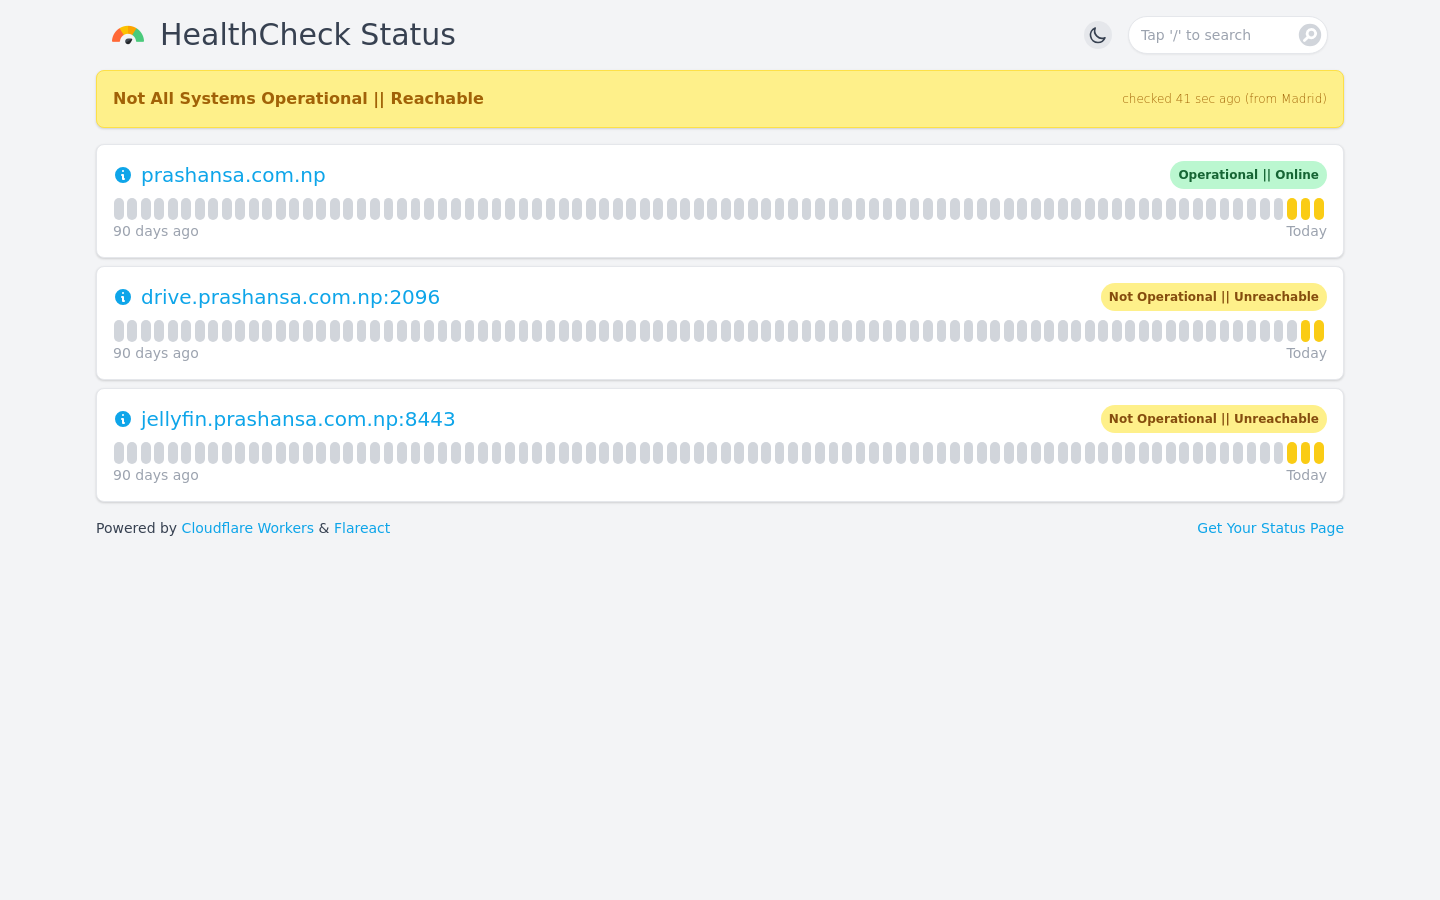 HealthCheck Status
Tap '/' to search
Not All Systems Operational || Reachable
checked 41 sec ago (from Madrid)
prashansa.com.np
Operational || Online
90 days ago
Today
drive.prashansa.com.np:2096
Not Operational || Unreachable
90 days ago
Today
jellyfin.prashansa.com.np:8443
Not Operational || Unreachable
90 days ago
Today
Powered by Cloudflare Workers & Flareact
Get Your Status Page